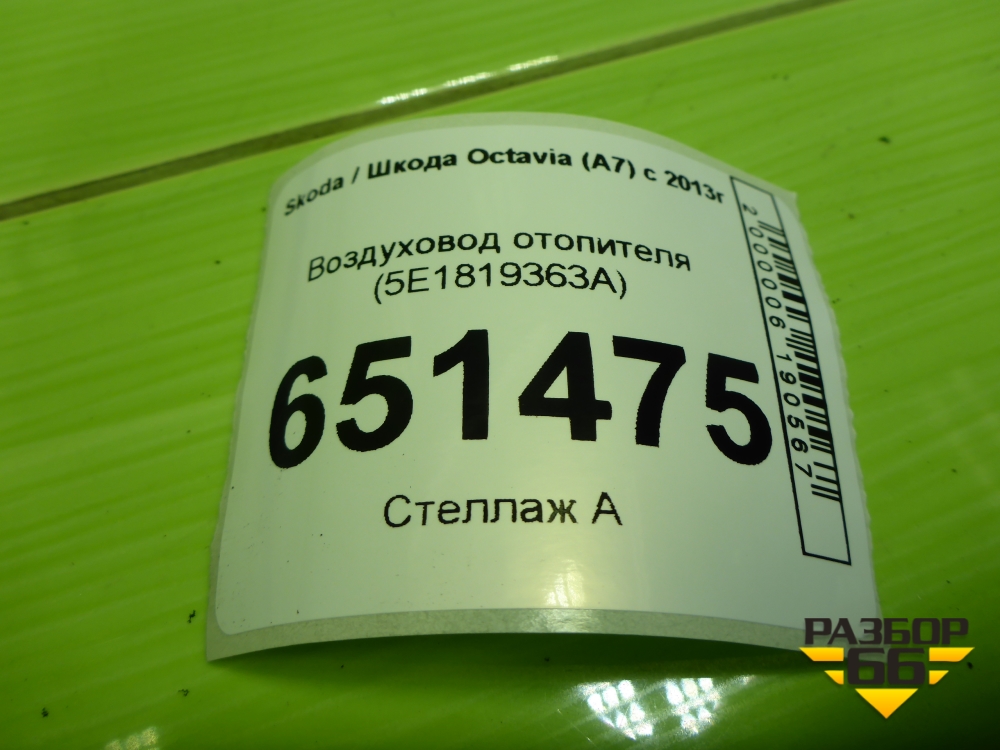 Skoda / Шкода Octavia (A7) с 2013г
Воздуховод отопителя
(5E1819363A)
651475
Стеллаж А
2000006190567
РАЗБОР
66